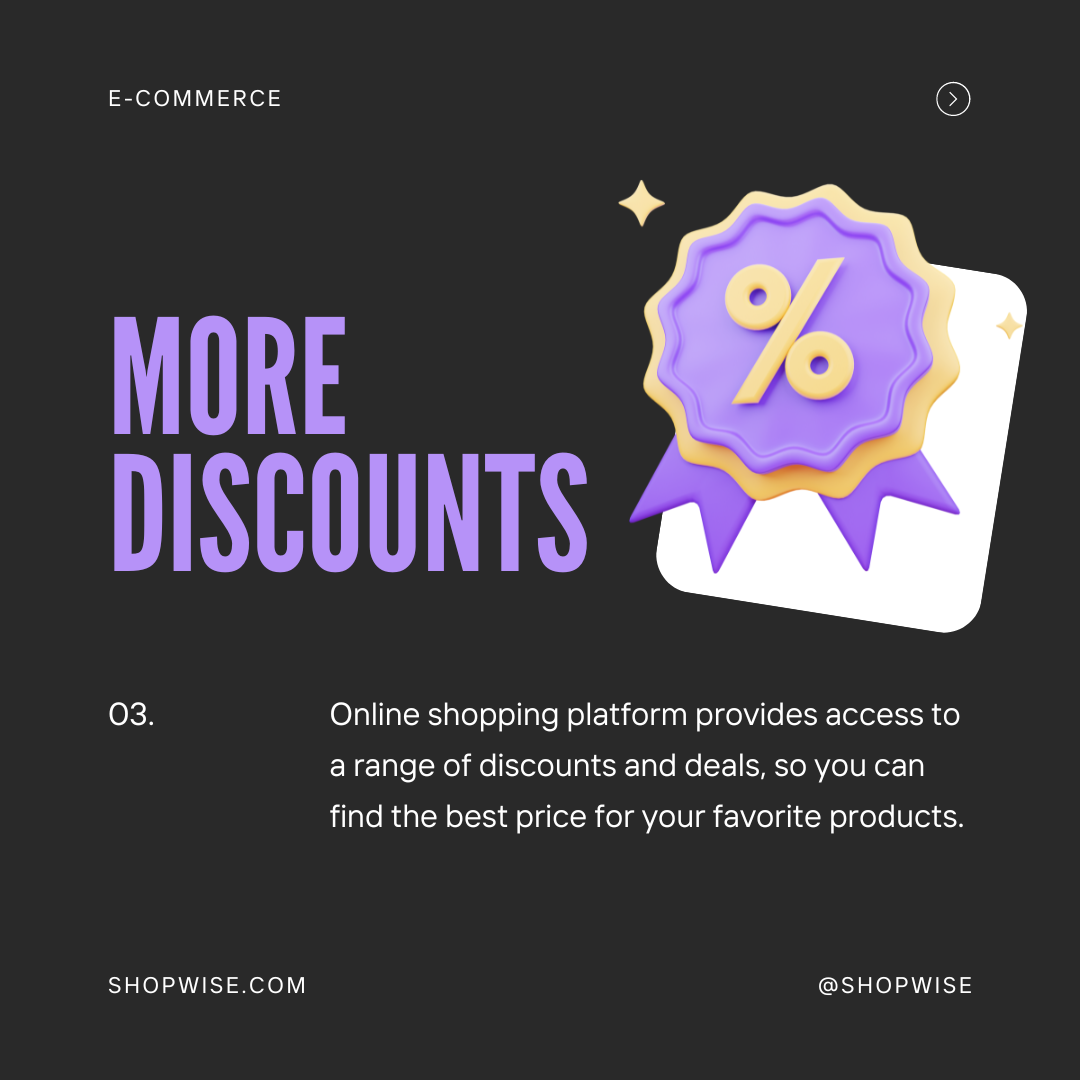 E-COMMERCE
%
MORE
DISCOUNTS
03.
Online shopping platform provides access to
a range of discounts and deals, so you can
find the best price for your favorite products.
SHOPWISE.COM
@SHOPWISE